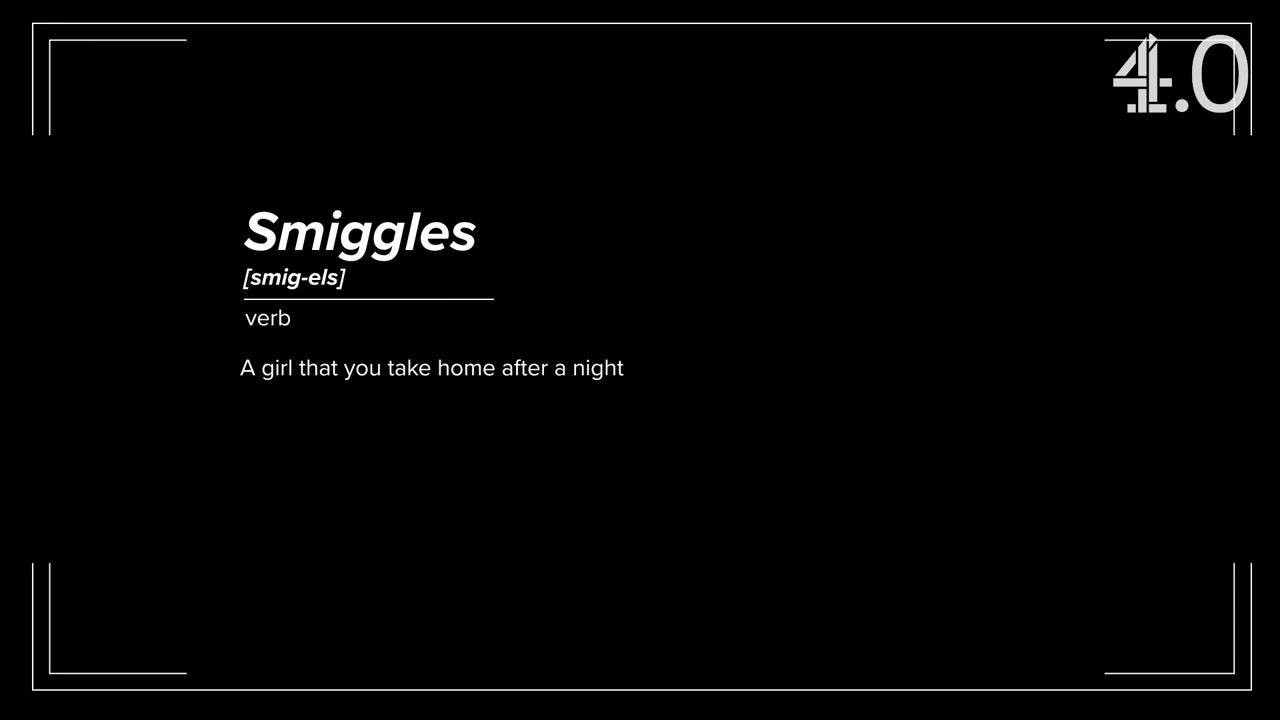 4.0
Smiggles
[smig-els]
verb
A girl that you take home after a night